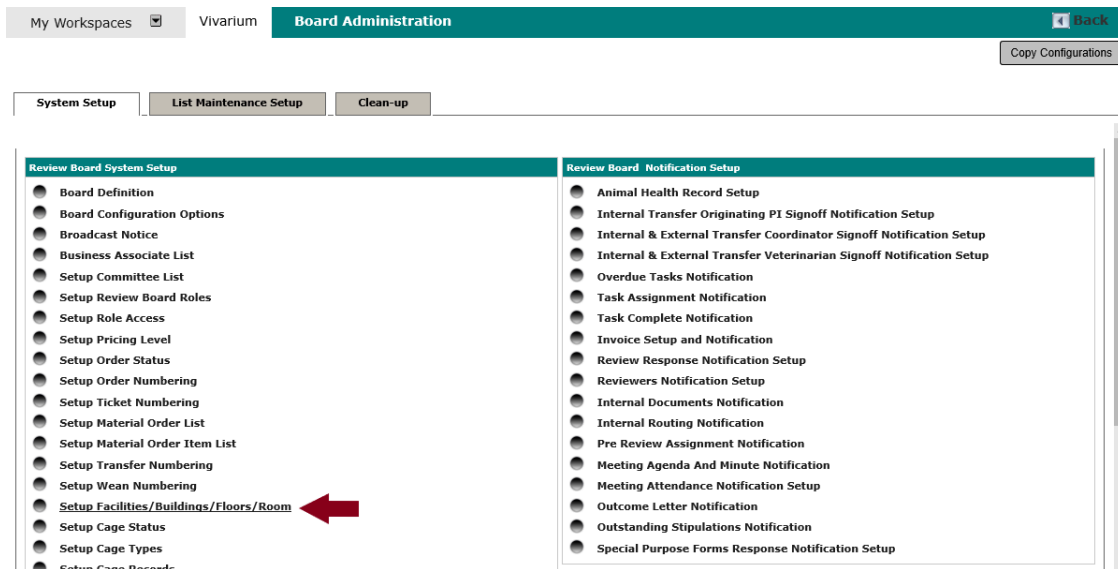 My Workspaces Vivarium Board Administration Back
Copy Configurations
System Setup List Maintenance Setup Clean-up
Review Board System Setup
Board Definition
Board Configuration Options
Broadcast Notice
Business Associate List
Setup Committee List
Setup Review Board Roles
Setup Role Access
Setup Pricing Level
Setup Order Status
Setup Order Numbering
Setup Ticket Numbering
Setup Material Order List
Setup Material Order Item List
Setup Transfer Numbering
Setup Wean Numbering
Setup Facilities/Buildings/Floors/Room
Setup Cage Status
Setup Cage Types
Setup Cage Records
Review Board Notification Setup
Animal Health Record Setup
Internal Transfer Originating PI Signoff Notification Setup
Internal & External Transfer Coordinator Signoff Notification Setup
Internal & External Transfer Veterinarian Signoff Notification Setup
Overdue Tasks Notification
Task Assignment Notification
Task Complete Notification
Invoice Setup and Notification
Review Response Notification Setup
Reviewers Notification Setup
Internal Documents Notification
Internal Routing Notification
Pre Review Assignment Notification
Meeting Agenda And Minute Notification
Meeting Attendance Notification Setup
Outcome Letter Notification
Outstanding Stipulations Notification
Special Purpose Forms Response Notification Setup